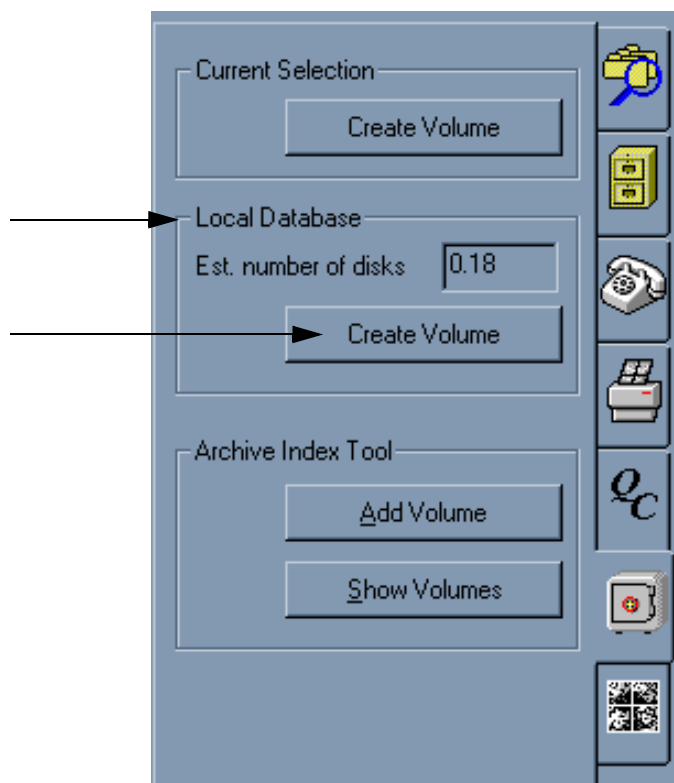 Current Selection
Create Volume
Local Database
Est. number of disks 0.18
Create Volume
Archive Index Tool
Add Volume
Show Volumes
QC